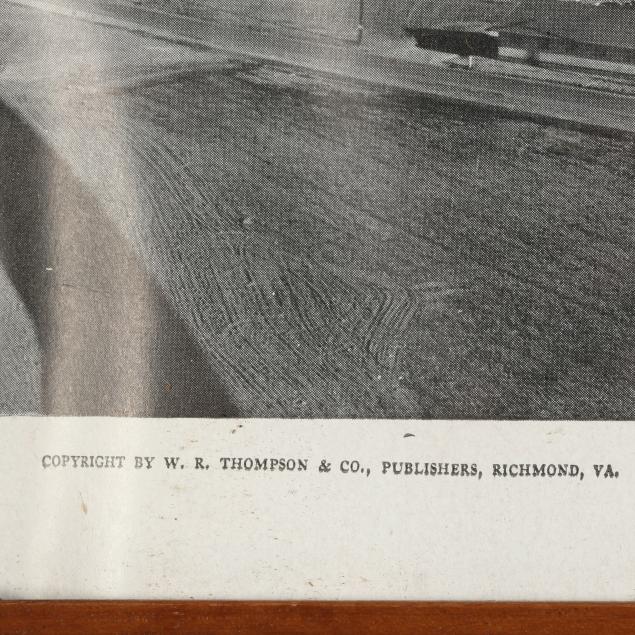 COPYRIGHT BY W. R. THOMPSON & CO., PUBLISHERS, RICHMOND, VA.